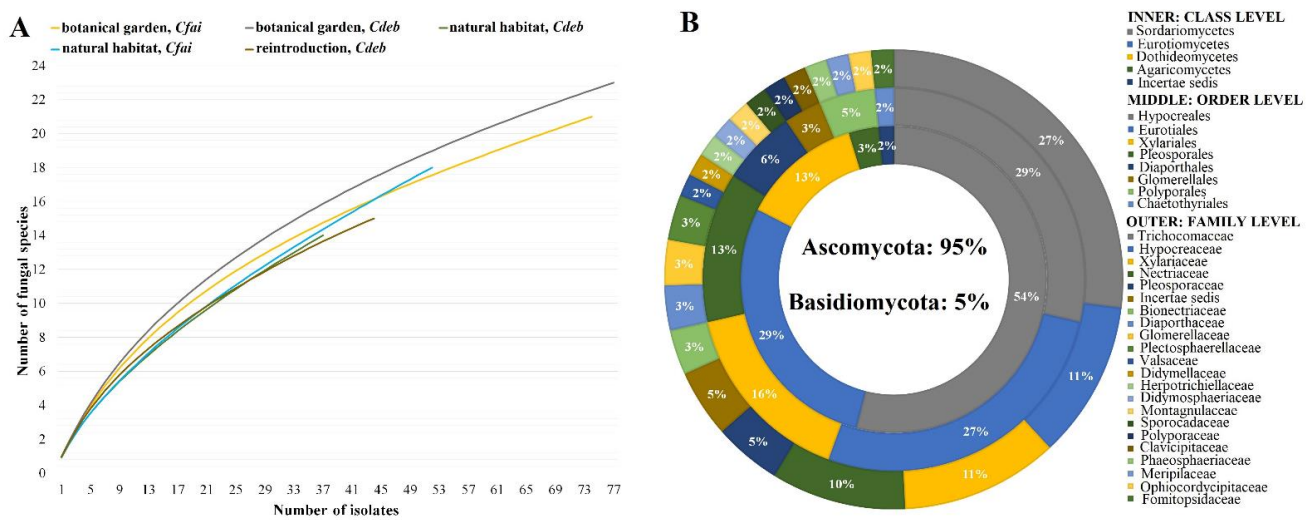 A
botanical garden, Cfai
botanical garden, Cdeb
natural habitat, Cdeb
natural habitat, Cfai
reintroduction, Cdeb
Number of fungal species
24
22
20
18
16
14
12
10
8
6
4
2
0
1 5 9 13 17 21 25 29 33 37 41 45 49 53 57 61 65 69 73 77
Number of isolates
B
Ascomycota: 95%
Basidiomycota: 5%
54%
29%
13%
3%
2%
29%
27%
16%
13%
6%
3%
5%
2%
27%
11%
11%
10%
5%
5%
3%
3%
3%
3%
2%
2%
2%
2%
2%
2%
2%
2%
2%
2%
2%
2%
INNER: CLASS LEVEL
Sordariomycetes
Eurotiomycetes
Dothideomycetes
Agaricomycetes
Incertae sedis
MIDDLE: ORDER LEVEL
Hypocreales
Eurotiales
Xylariales
Pleosporales
Diaporthales
Glomerellales
Polyporales
Chaetothyriales
OUTER: FAMILY LEVEL
Trichocomaceae
Hypocreaceae
Xylariaceae
Nectriaceae
Pleosporaceae
Incertae sedis
Bionectriaceae
Diaporthaceae
Glomerellaceae
Plectosphaerellaceae
Valsaceae
Didymellaceae
Herpotrichiellaceae
Didymosphaeriaceae
Montagnulaceae
Sporocadaceae
Polyporaceae
Clavicipitaceae
Phaeosphaeriaceae
Meripilaceae
Ophiocordycipitaceae
Fomitopsidaceae